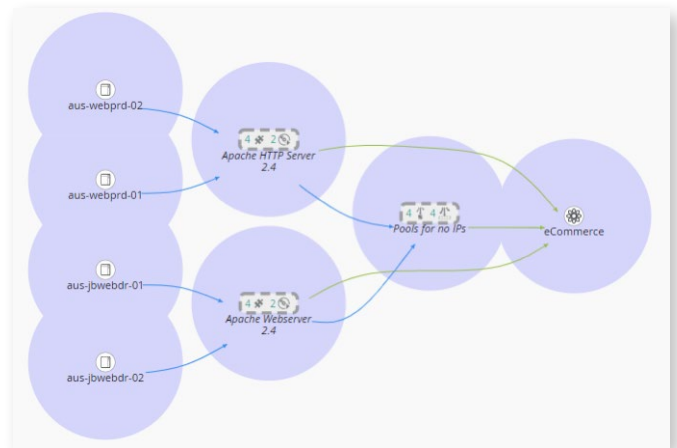 aus-webprd-02
4 2
Apache HTTP Server
2.4
aus-webprd-01
4 4
Pools for no IPs
eCommerce
aus-jbwebdr-01
4 2
Apache Webserver
2.4
aus-jbwebdr-02